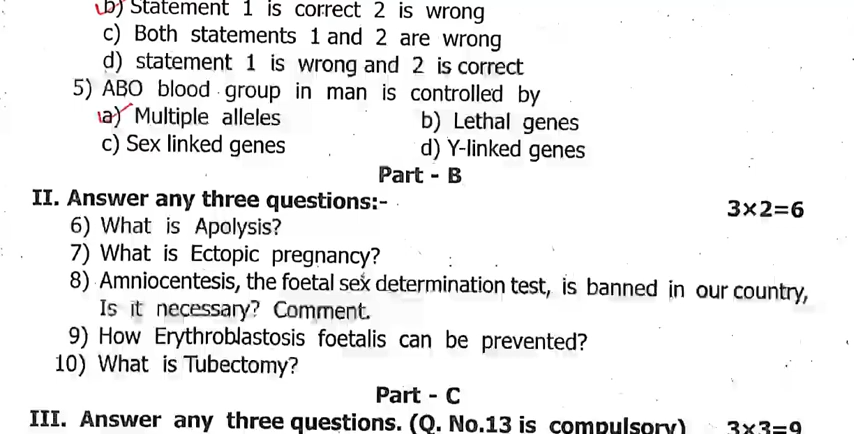 b) Statement 1 is correct 2 is wrong
c) Both statements 1 and 2 are wrong
d) statement 1 is wrong and 2 is correct
5) ABO blood group in man is controlled by
a) Multiple alleles b) Lethal genes
c) Sex linked genes d) Y-linked genes
Part - B
II. Answer any three questions:- 3×2=6
6) What is Apolysis?
7) What is Ectopic pregnancy?
8) Amniocentesis, the foetal sex determination test, is banned in our country,
Is it necessary? Comment.
9) How Erythroblastosis foetalis can be prevented?
10) What is Tubectomy?
Part - C
III. Answer any three questions. (Q. No.13 is compulsory) 3×3=9